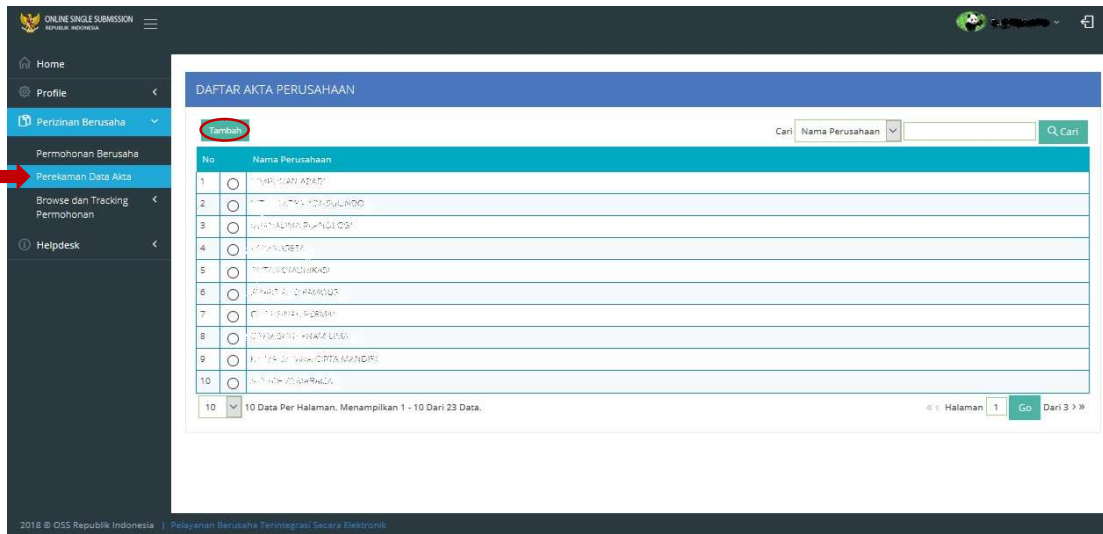 ONLINE SINGLE SUBMISSION
REPUBLIK INDONESIA
Home
Profile
Perizinan Berusaha
Permohonan Berusaha
Perekaman Data Akta
Browse dan Tracking
Permohonan
Helpdesk
DAFTAR AKTA PERUSAHAAN
Tambah
Cari Nama Perusahaan Cari
No Nama Perusahaan
1
2
3
4
5
6
7
8
9 CIPTA MANDIRI
10
10 10 Data Per Halaman, Menampilkan 1 - 10 Dari 23 Data.
«‹ Halaman 1 Go Dari 3 › »
2018 © OSS Republik Indonesia | Pelayanan Berusaha Terintegrasi Secara Elektronik